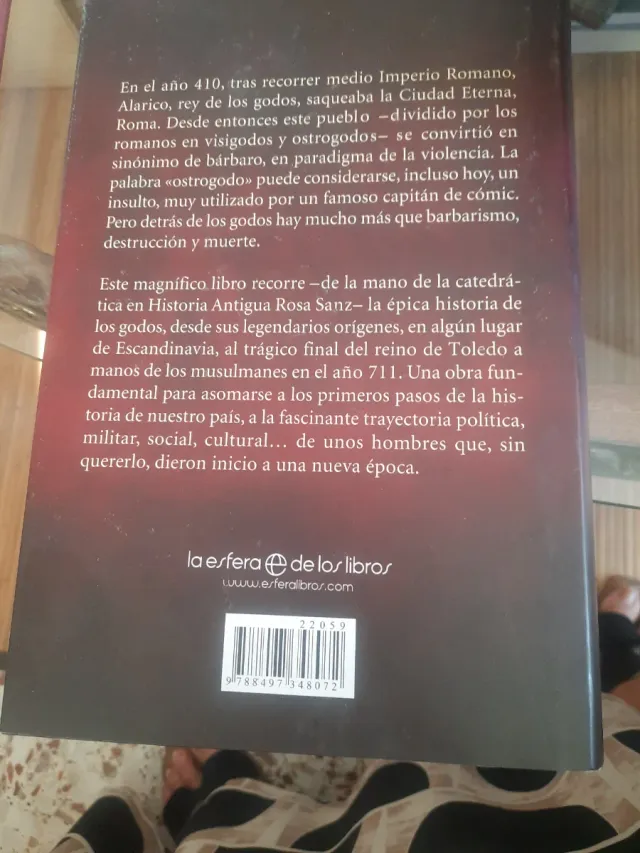 En el año 410, tras recorrer medio Imperio Romano,
Alarico, rey de los godos, saqueaba la Ciudad Eterna,
Roma. Desde entonces este pueblo –dividido por los
romanos en visigodos y ostrogodos– se convirtió en
sinónimo de bárbaro, en paradigma de la violencia. La
palabra «ostrogodo» puede considerarse, incluso hoy, un
insulto, muy utilizado por un famoso capitán de cómic.
Pero detrás de los godos hay mucho más que barbarismo,
destrucción y muerte.
Este magnífico libro recorre –de la mano de la catedrá-
tica en Historia Antigua Rosa Sanz– la épica historia de
los godos, desde sus legendarios orígenes, en algún lugar
de Escandinavia, al trágico final del reino de Toledo a
manos de los musulmanes en el año 711. Una obra fun-
damental para asomarse a los primeros pasos de la his-
toria de nuestro país, a la fascinante trayectoria política,
militar, social, cultural... de unos hombres que, sin
quererlo, dieron inicio a una nueva época.
la esfera e de los libros
www.esferalibros.com
22059
9 788497 348072